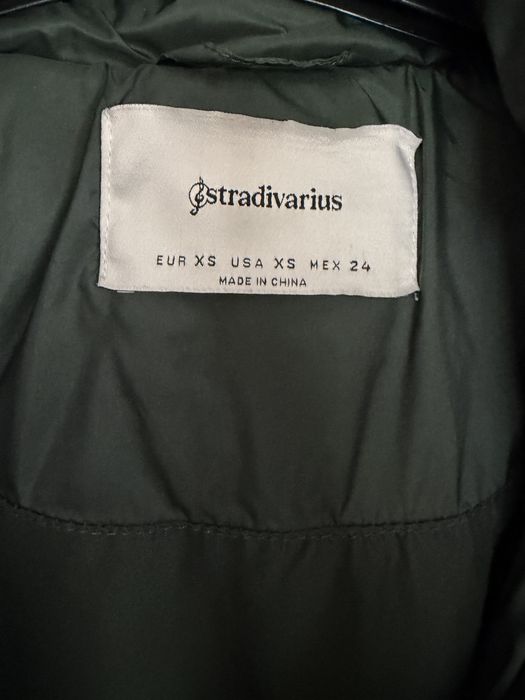 stradivarius
EUR XS USA XS MEX 24
MADE IN CHINA